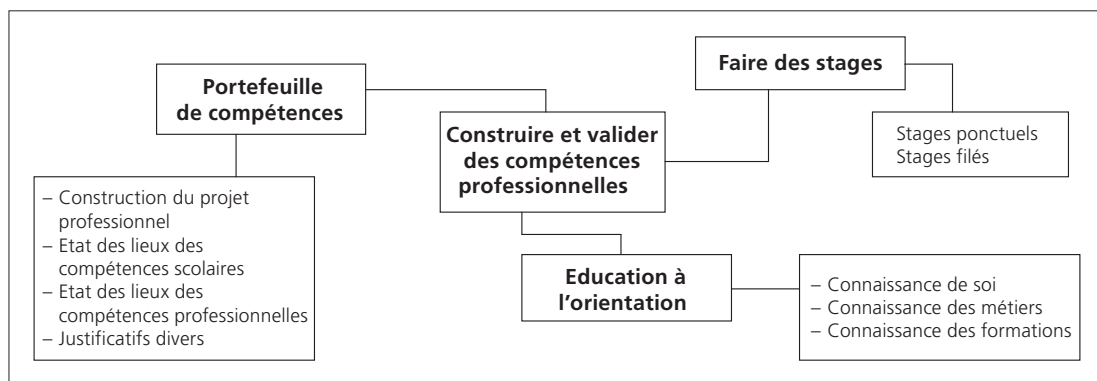 Portefeuille
de compétences
Faire des stages
Construire et valider
des compétences
professionnelles
Stages ponctuels
Stages filés
– Construction du projet
professionnel
– Etat des lieux des
compétences scolaires
– Etat des lieux des
compétences professionnelles
– Justificatifs divers
Education à
l'orientation
– Connaissance de soi
– Connaissance des métiers
– Connaissance des formations